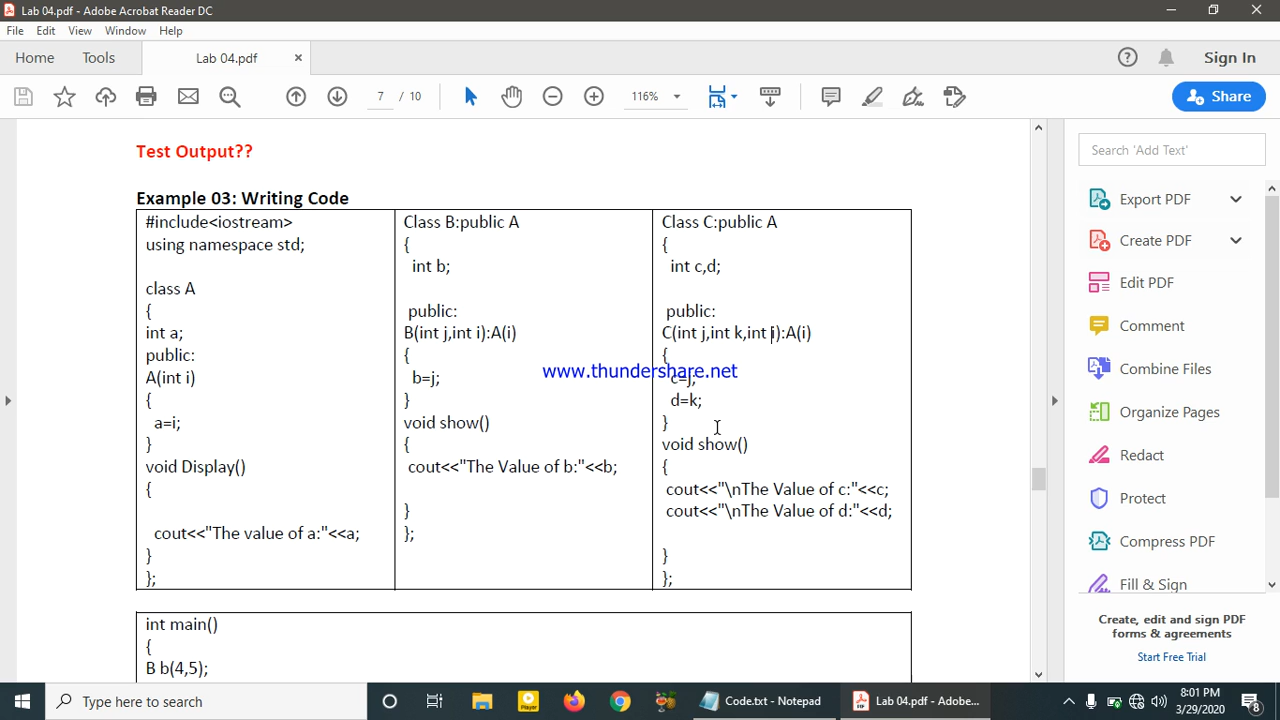 Lab 04.pdf - Adobe Acrobat Reader DC
File Edit View Window Help
Home Tools Lab 04.pdf × Sign In
7 / 10 116% Share
Test Output??
Example 03: Writing Code
#include<iostream>
using namespace std;
class A
{
int a;
public:
A(int i)
{
a=i;
}
void Display()
{
cout<<"The value of a:"<<a;
}
};
Class B:public A
{
int b;
public:
B(int j,int i):A(i)
{
b=j;
}
void show()
{
cout<<"The Value of b:"<<b;
}
};
Class C:public A
{
int c,d;
public:
C(int j,int k,int i):A(i)
{
c=j;
d=k;
}
void show()
{
cout<<"\nThe Value of c:"<<c;
cout<<"\nThe Value of d:"<<d;
}
};
www.thundershare.net
int main()
{
B b(4,5);
Search 'Add Text'
Export PDF
Create PDF
Edit PDF
Comment
Combine Files
Organize Pages
Redact
Protect
Compress PDF
Fill & Sign
Create, edit and sign PDF
forms & agreements
Start Free Trial
Type here to search
Player
Code.txt - Notepad
Lab 04.pdf - Adobe...
8:01 PM
3/29/2020
8